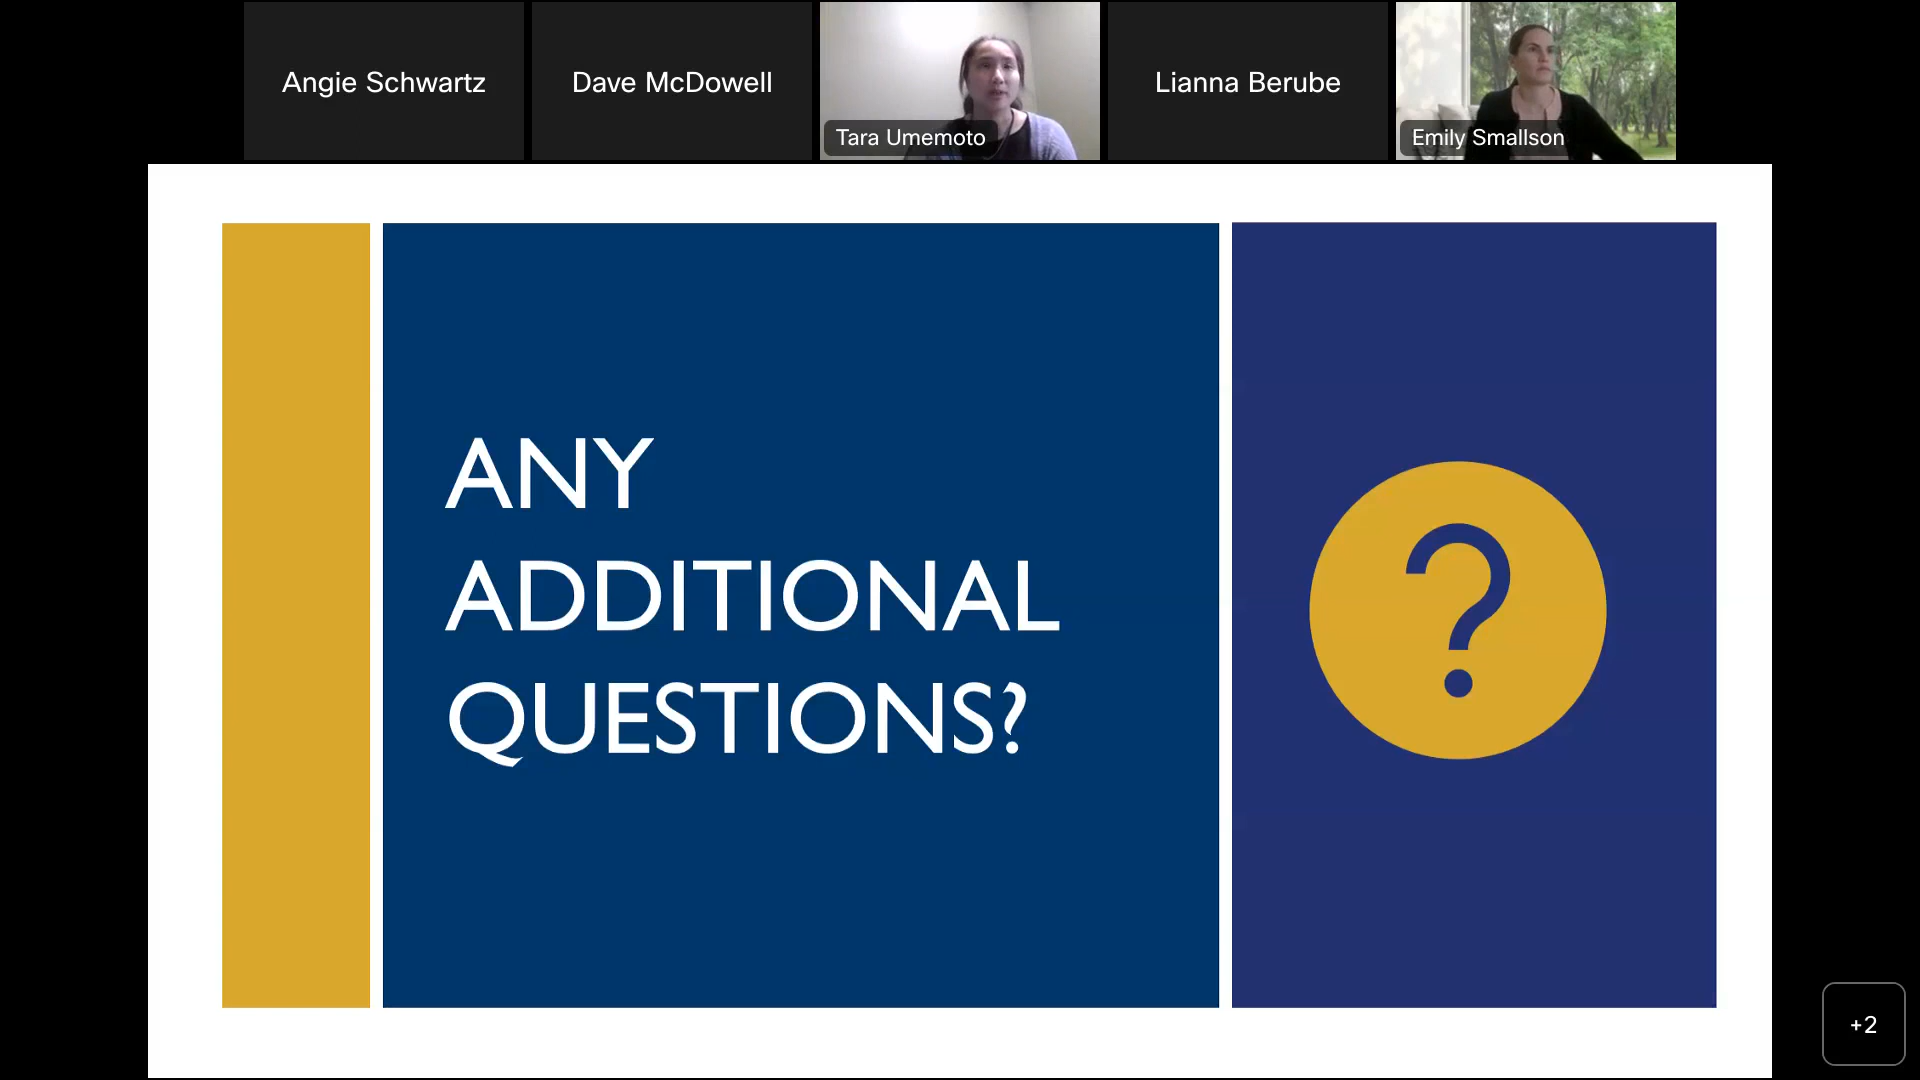 Angie Schwartz
Dave McDowell
Tara Umemoto
Lianna Berube
Emily Smallson
ANY
ADDITIONAL
QUESTIONS?
?
+2